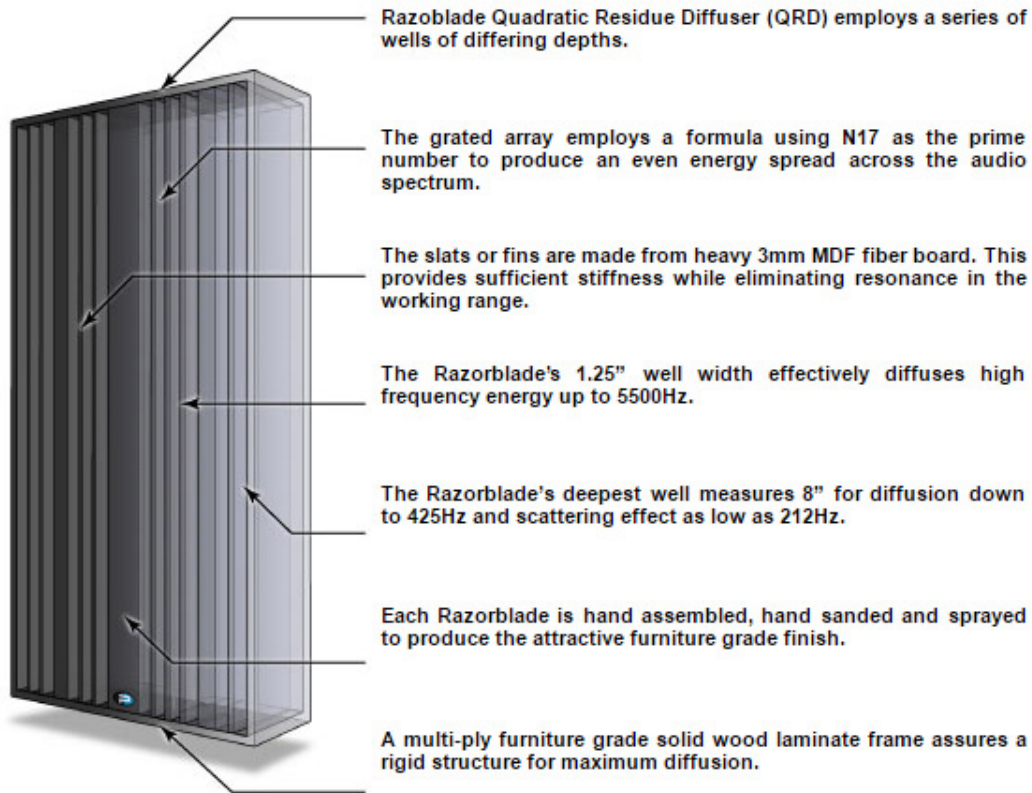 Razoblade Quadratic Residue Diffuser (QRD) employs a series of
wells of differing depths.
The grated array employs a formula using N17 as the prime
number to produce an even energy spread across the audio
spectrum.
The slats or fins are made from heavy 3mm MDF fiber board. This
provides sufficient stiffness while eliminating resonance in the
working range.
The Razorblade's 1.25” well width effectively diffuses high
frequency energy up to 5500Hz.
The Razorblade's deepest well measures 8” for diffusion down
to 425Hz and scattering effect as low as 212Hz.
Each Razorblade is hand assembled, hand sanded and sprayed
to produce the attractive furniture grade finish.
A multi-ply furniture grade solid wood laminate frame assures a
rigid structure for maximum diffusion.